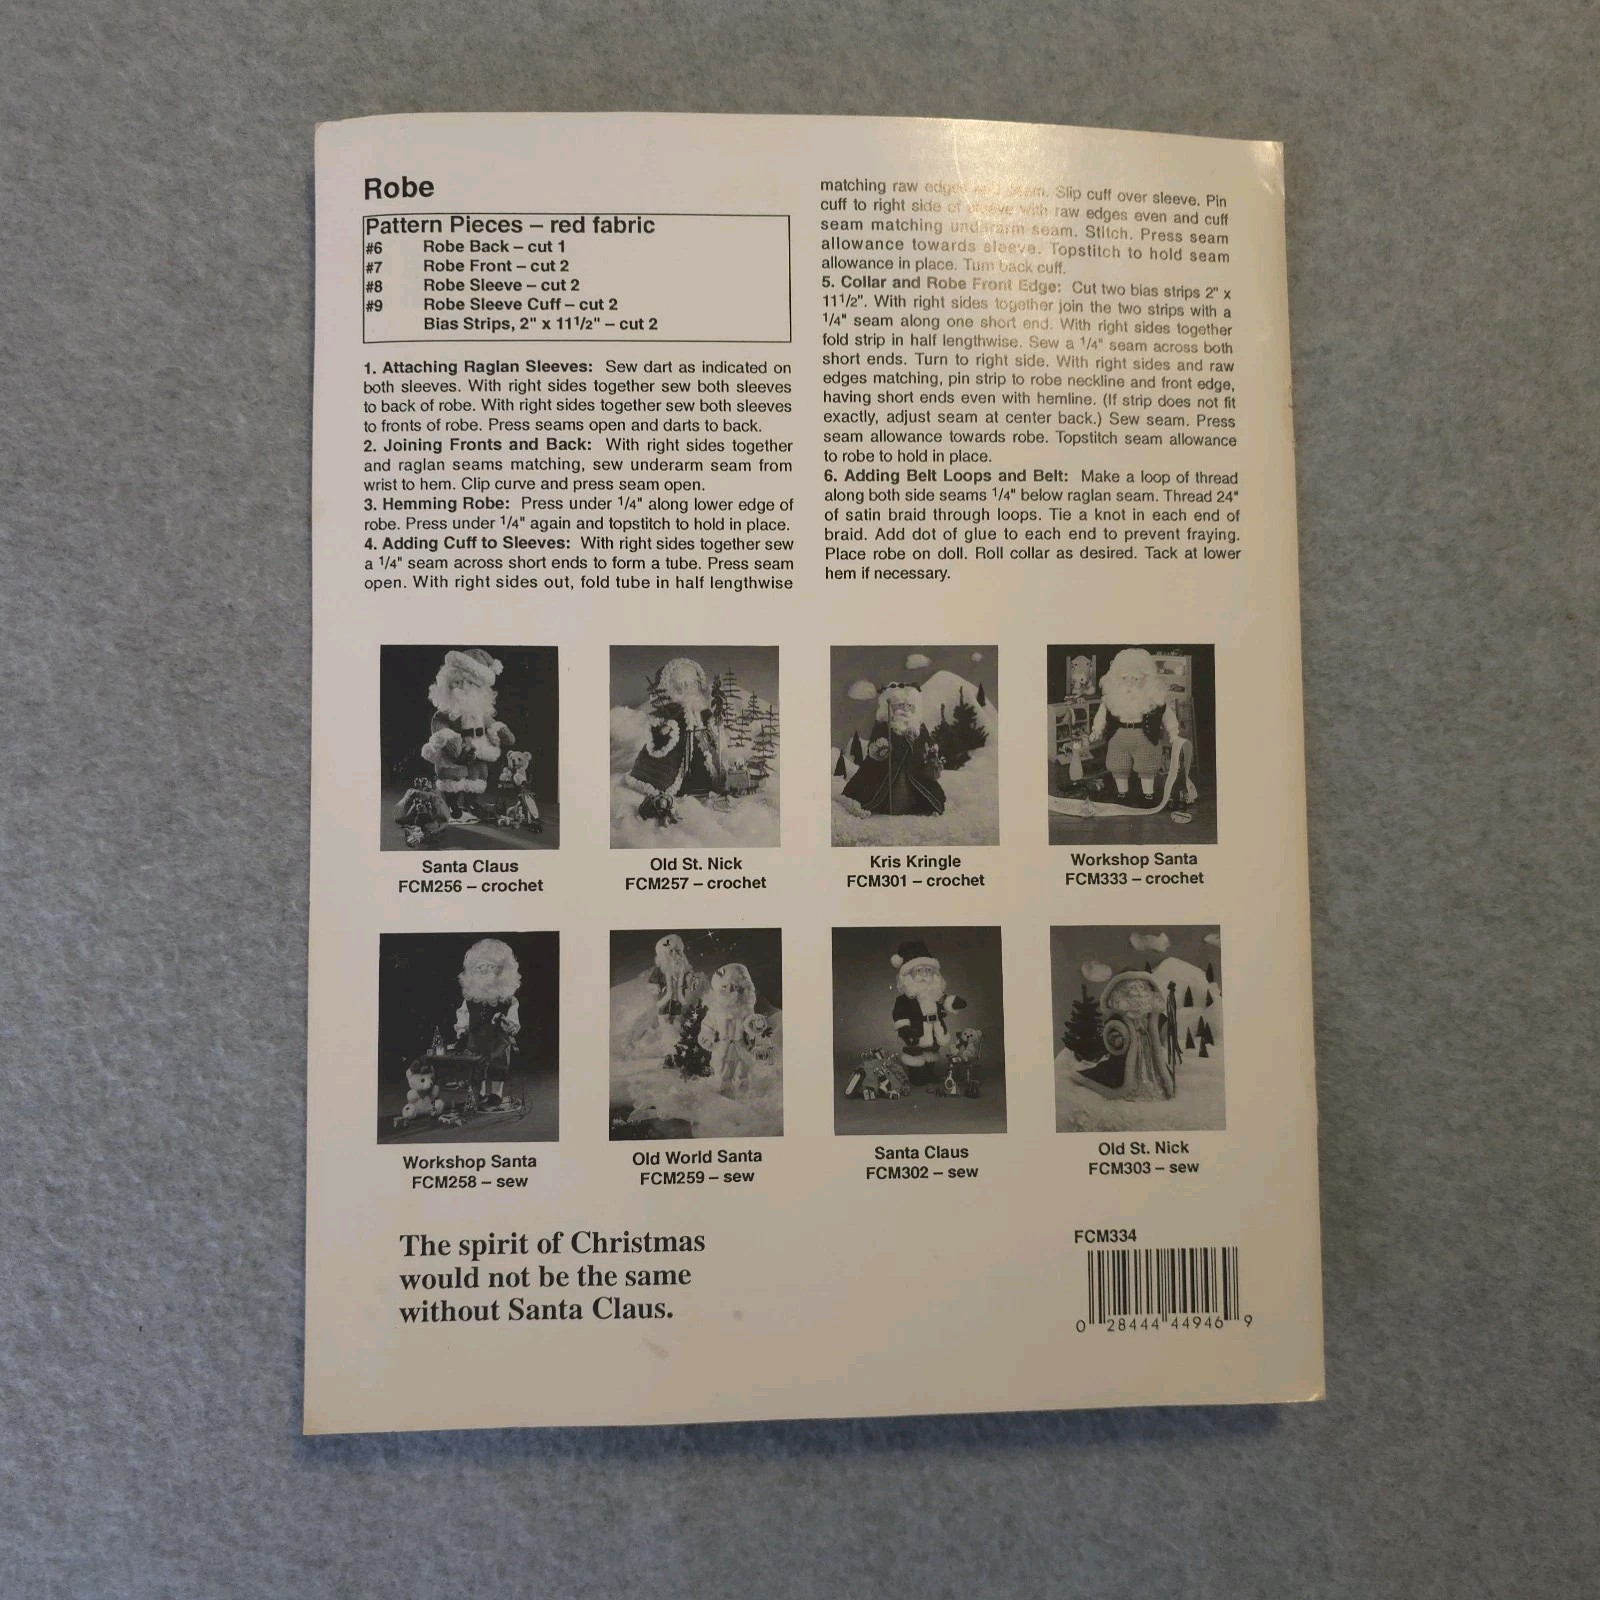 Robe
Pattern Pieces – red fabric
#6 Robe Back – cut 1
#7 Robe Front – cut 2
#8 Robe Sleeve – cut 2
#9 Robe Sleeve Cuff – cut 2
Bias Strips, 2" x 11 1/2" – cut 2
1. Attaching Raglan Sleeves: Sew dart as indicated on
both sleeves. With right sides together sew both sleeves
to back of robe. With right sides together sew both sleeves
to fronts of robe. Press seams open and darts to back.
2. Joining Fronts and Back: With right sides together
and raglan seams matching, sew underarm seam from
wrist to hem. Clip curve and press seam open.
3. Hemming Robe: Press under 1/4" along lower edge of
robe. Press under 1/4" again and topstitch to hold in place.
4. Adding Cuff to Sleeves: With right sides together sew
a 1/4" seam across short ends to form a tube. Press seam
open. With right sides out, fold tube in half lengthwise
matching raw edges and seam. Slip cuff over sleeve. Pin
cuff to right side of sleeve with raw edges even and cuff
seam matching underarm seam. Stitch. Press seam
allowance towards sleeve. Topstitch to hold seam
allowance in place. Turn back cuff.
5. Collar and Robe Front Edge: Cut two bias strips 2" x
11 1/2". With right sides together join the two strips with a
1/4" seam along one short end. With right sides together
fold strip in half lengthwise. Sew a 1/4" seam across both
short ends. Turn to right side. With right sides and raw
edges matching, pin strip to robe neckline and front edge,
having short ends even with hemline. (If strip does not fit
exactly, adjust seam at center back.) Sew seam. Press
seam allowance towards robe. Topstitch seam allowance
to robe to hold in place.
6. Adding Belt Loops and Belt: Make a loop of thread
along both side seams 1/4" below raglan seam. Thread 24"
of satin braid through loops. Tie a knot in each end of
braid. Add dot of glue to each end to prevent fraying.
Place robe on doll. Roll collar as desired. Tack at lower
hem if necessary.
Santa Claus
FCM256 – crochet
Old St. Nick
FCM257 – crochet
Kris Kringle
FCM301 – crochet
Workshop Santa
FCM333 – crochet
Workshop Santa
FCM258 – sew
Old World Santa
FCM259 – sew
Santa Claus
FCM302 – sew
Old St. Nick
FCM303 – sew
The spirit of Christmas
would not be the same
without Santa Claus.
FCM334
0 28444 44946 9